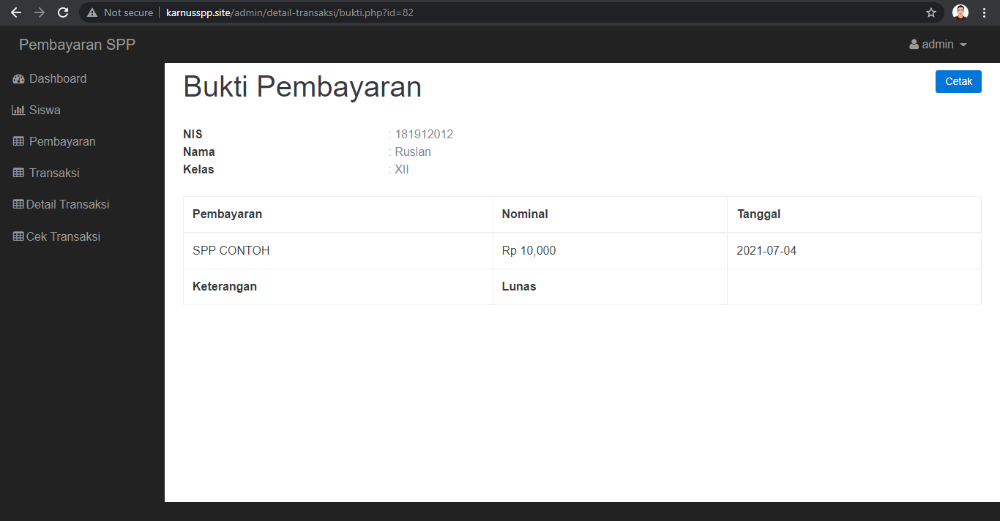 Not secure karnusspp.site/admin/detail-transaksi/bukti.php?id=82
Pembayaran SPP
admin
Dashboard
Siswa
Pembayaran
Transaksi
Detail Transaksi
Cek Transaksi
Bukti Pembayaran
Cetak
NIS : 181912012
Nama : Ruslan
Kelas : XII
Pembayaran Nominal Tanggal
SPP CONTOH Rp 10,000 2021-07-04
Keterangan Lunas